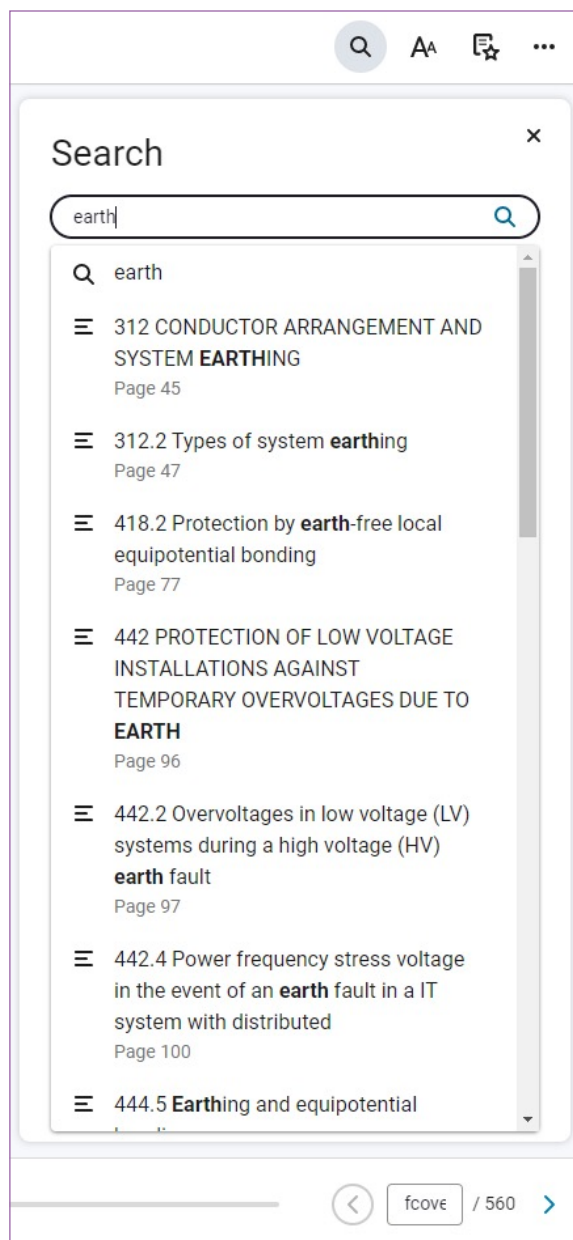 AA
Search
earth
earth
312 CONDUCTOR ARRANGEMENT AND
SYSTEM EARTHING
Page 45
312.2 Types of system earthing
Page 47
418.2 Protection by earth-free local
equipotential bonding
Page 77
442 PROTECTION OF LOW VOLTAGE
INSTALLATIONS AGAINST
TEMPORARY OVERVOLTAGES DUE TO
EARTH
Page 96
442.2 Overvoltages in low voltage (LV)
systems during a high voltage (HV)
earth fault
Page 97
442.4 Power frequency stress voltage
in the event of an earth fault in a IT
system with distributed
Page 100
444.5 Earthing and equipotential
fcove / 560